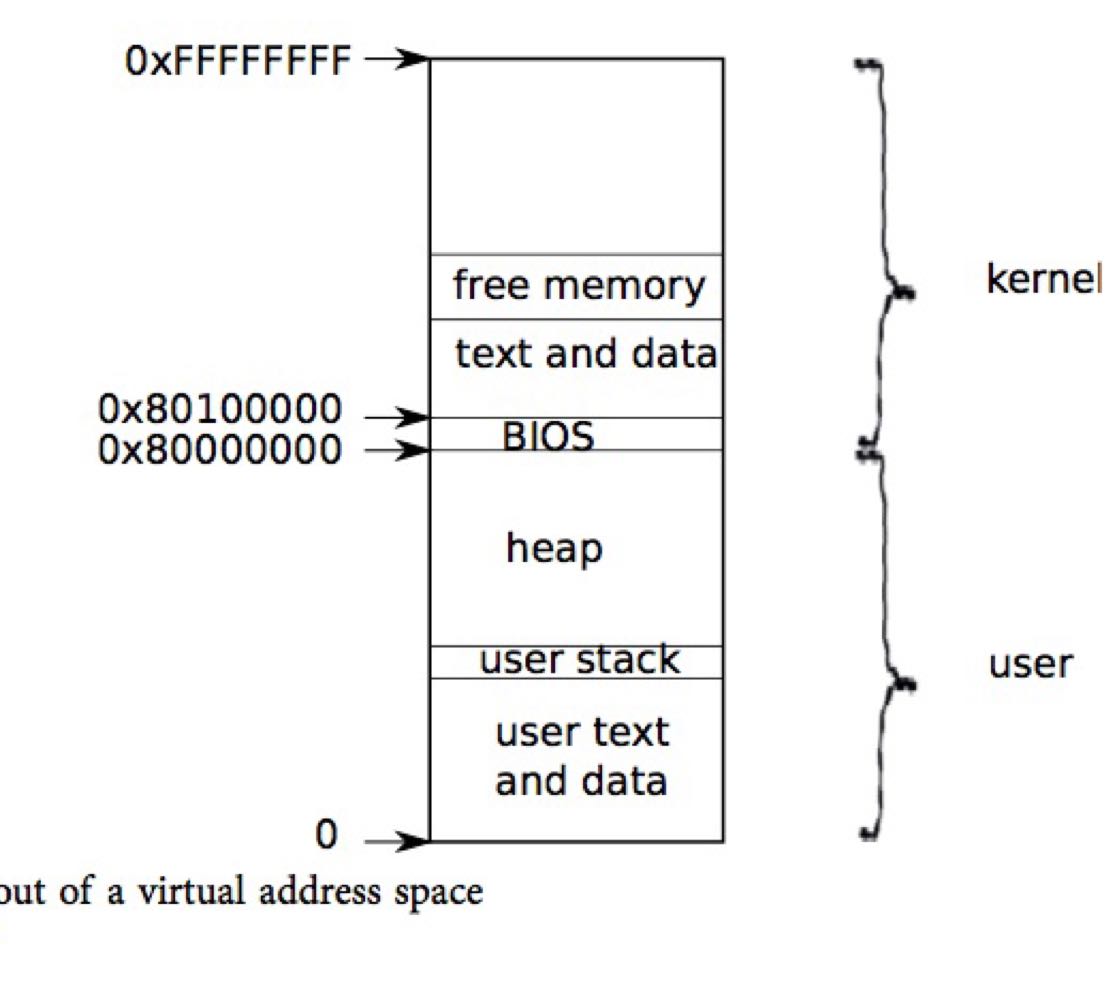 0xFFFFFFFF
free memory
kernel
text and data
0x80100000
BIOS
0x80000000
heap
user stack
user
user text
and data
0
out of a virtual address space